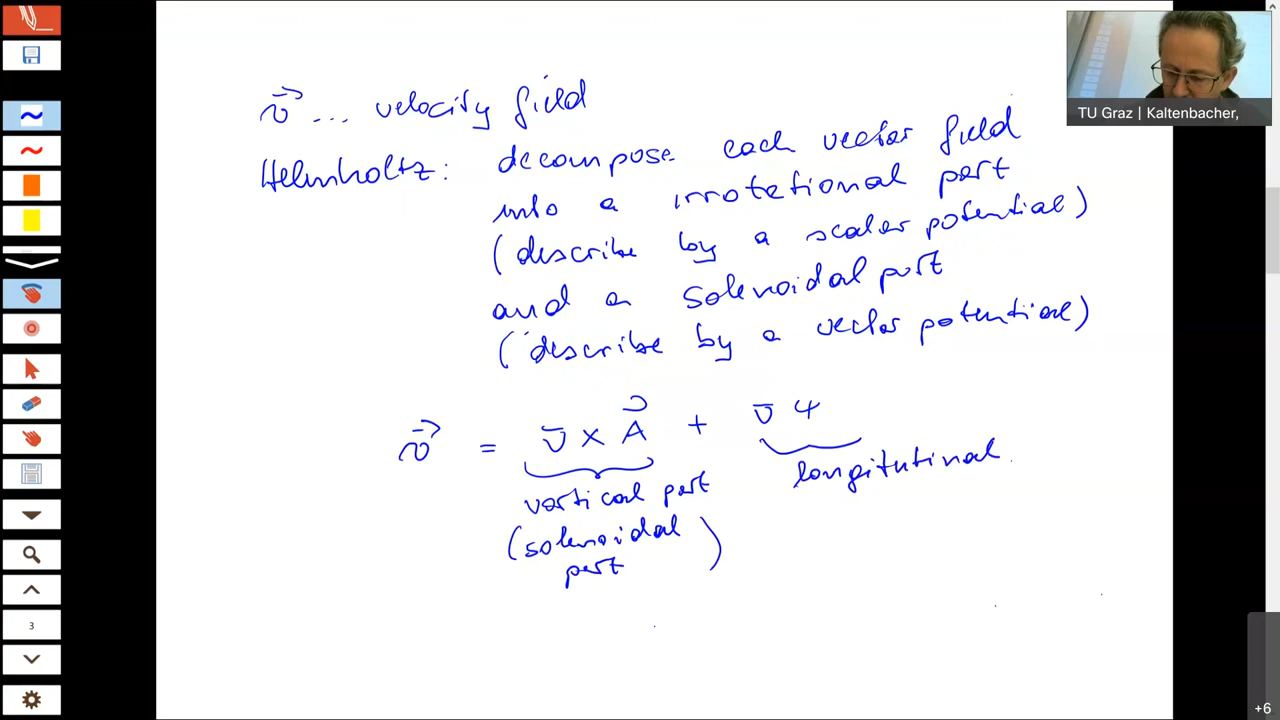 v⃗ ... velocity field
Helmholtz: decompose each vector field
into a irrotational part
(describe by a scalar potential)
and a solenoidal part
(describe by a vector potential)
v⃗ = ∇ × A⃗ + ∇ψ
vortical part
longitutinal
(solenoidal
part)
TU Graz | Kaltenbacher,
3
+6